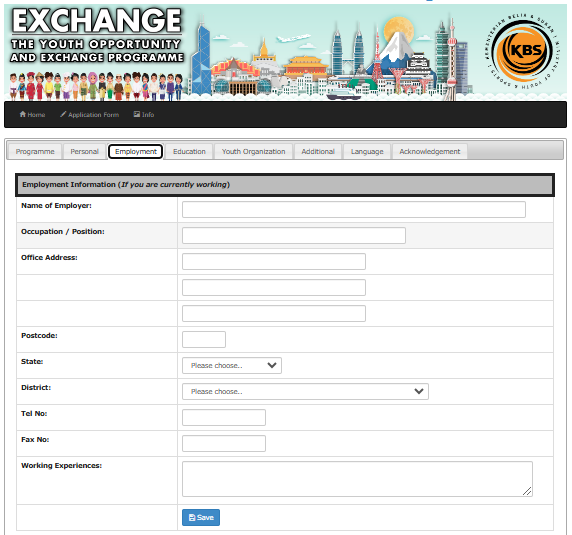 EXCHANGE
THE YOUTH OPPORTUNITY
AND EXCHANGE PROGRAMME
KEMENTERIAN BELIA & SUKAN
KBS
OF YOUTH & SPORTS
Home Application Form Info
Programme Personal Employment Education Youth Organization Additional Language Acknowledgement
Employment Information (If you are currently working)
Name of Employer:
Occupation / Position:
Office Address:
Postcode:
State: Please choose..
District: Please choose..
Tel No:
Fax No:
Working Experiences:
Save